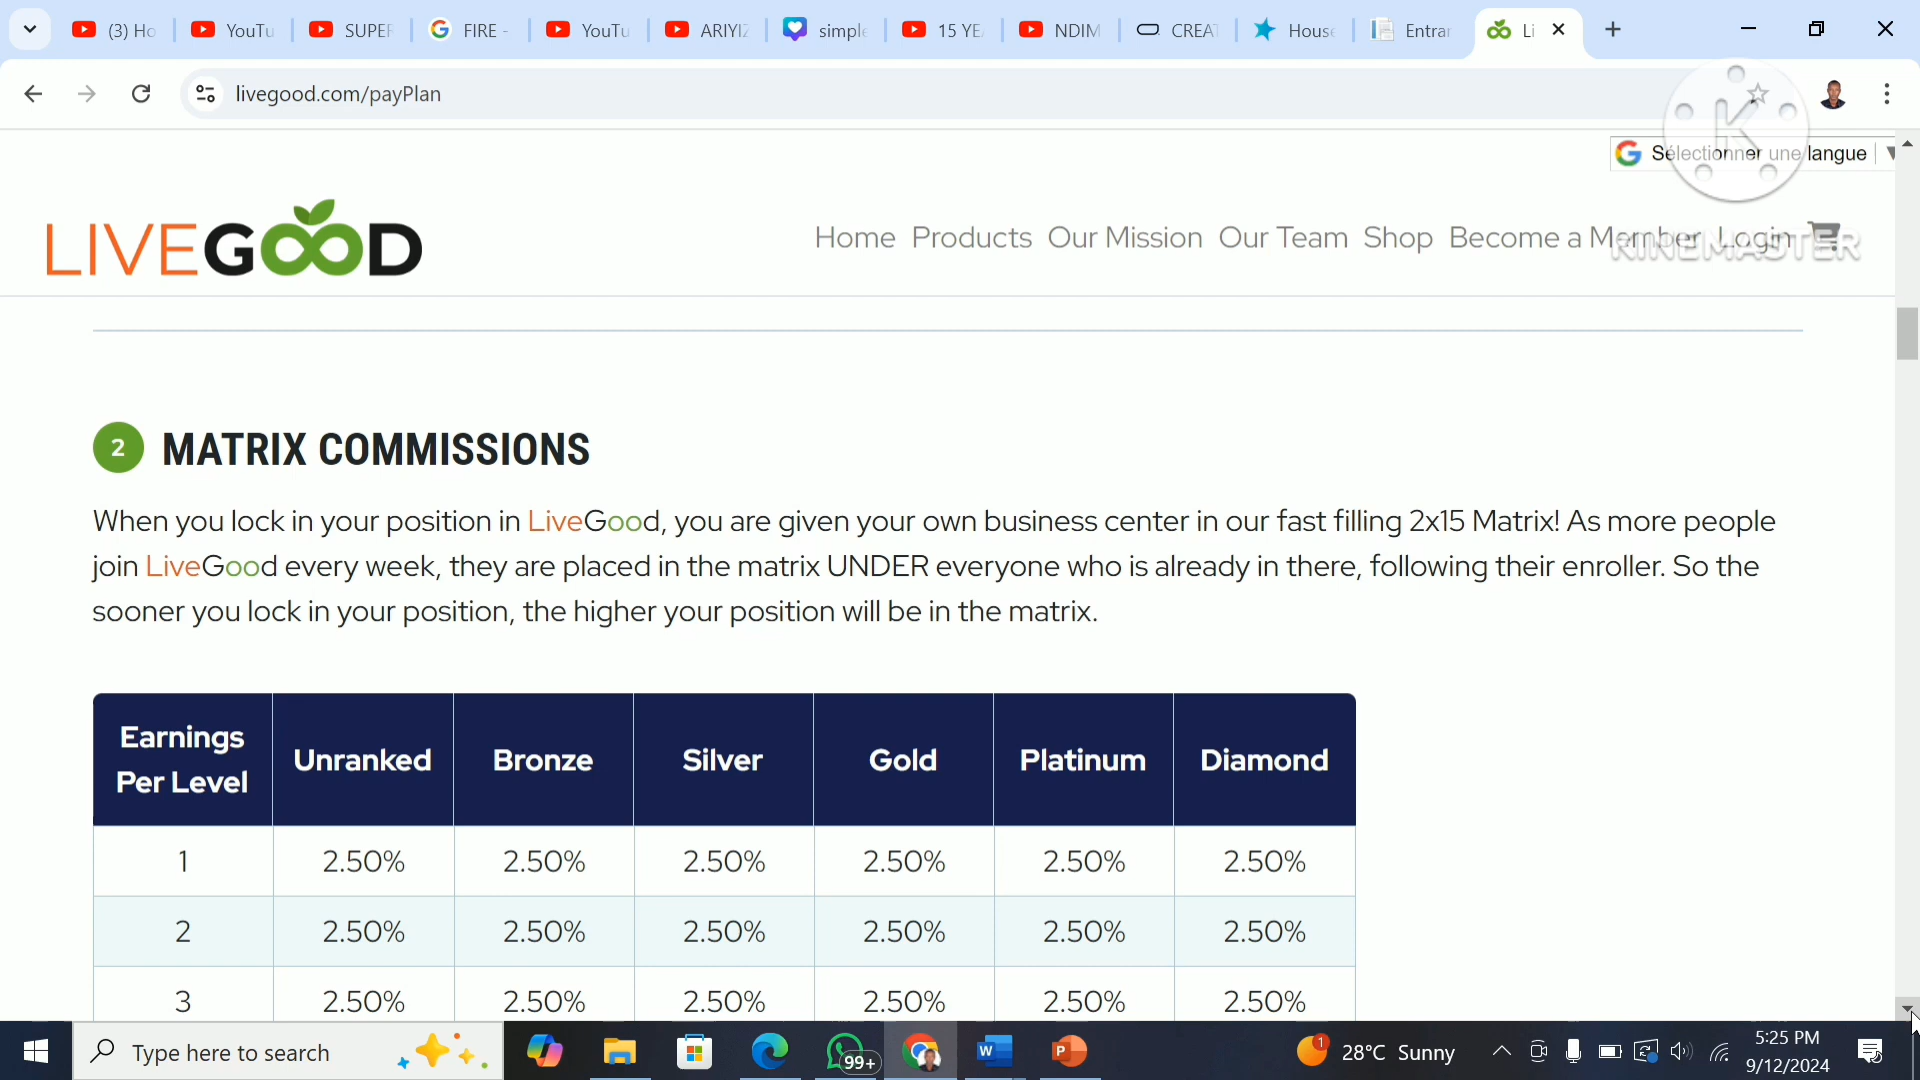 (3) Ho YouTu SUPER FIRE - YouTu ARIYIZ simple 15 YE NDIM CREAT House Entrar Li
livegood.com/payPlan
Sélectionner une langue
LIVEGOOD
Home Products Our Mission Our Team Shop Become a Member Login
KINEMASTER
2 MATRIX COMMISSIONS
When you lock in your position in LiveGood, you are given your own business center in our fast filling 2x15 Matrix! As more people
join LiveGood every week, they are placed in the matrix UNDER everyone who is already in there, following their enroller. So the
sooner you lock in your position, the higher your position will be in the matrix.
Earnings Per Level Unranked Bronze Silver Gold Platinum Diamond
1 2.50% 2.50% 2.50% 2.50% 2.50% 2.50%
2 2.50% 2.50% 2.50% 2.50% 2.50% 2.50%
3 2.50% 2.50% 2.50% 2.50% 2.50% 2.50%
Type here to search 99+ 1 28°C Sunny 5:25 PM
9/12/2024